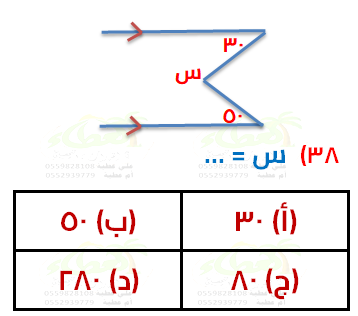 ٣٠
س
٥٠
٣٨) س = ...
(أ) ٣٠ (ب) ٥٠
(ج) ٨٠ (د) ٢٨٠